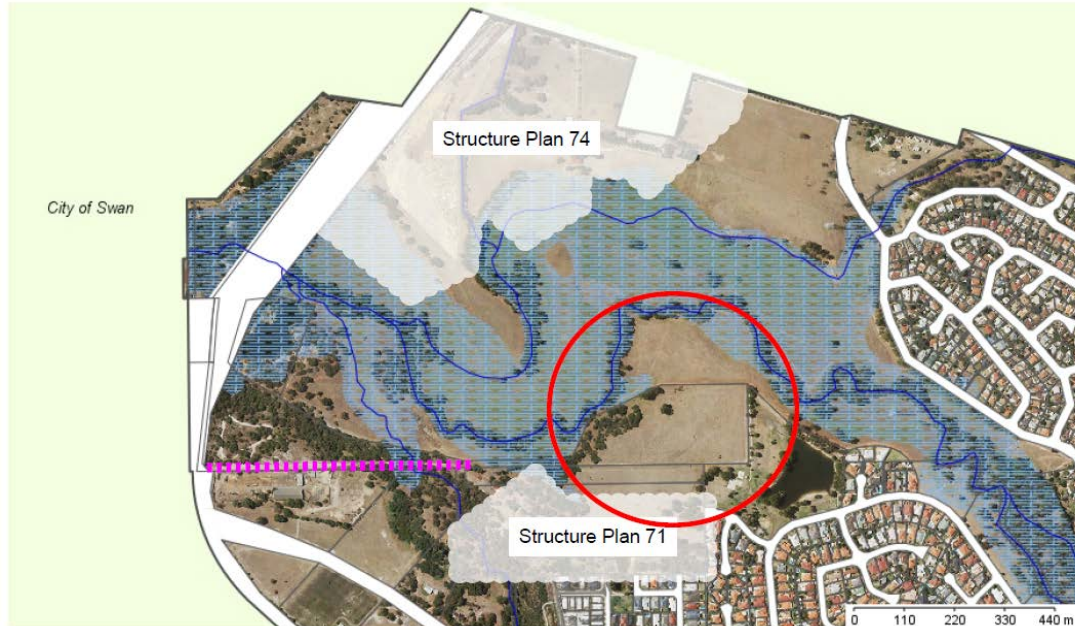 Structure Plan 74
City of Swan
Structure Plan 71
0 110 220 330 440 m